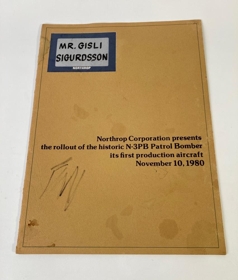 MR. GISLI
SIGURDSSON
NORTHROP
Northrop Corporation presents
the rollout of the historic N-3PB Patrol Bomber
its first production aircraft
November 10, 1980